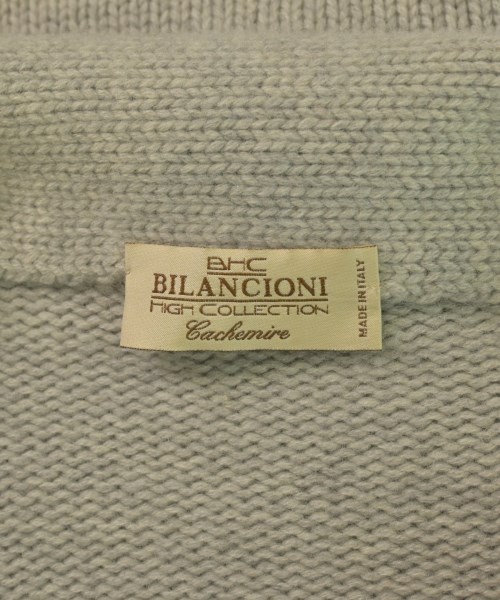 BHC
BILANCIONI
HIGH COLLECTION
Cachemire
MADE IN ITALY